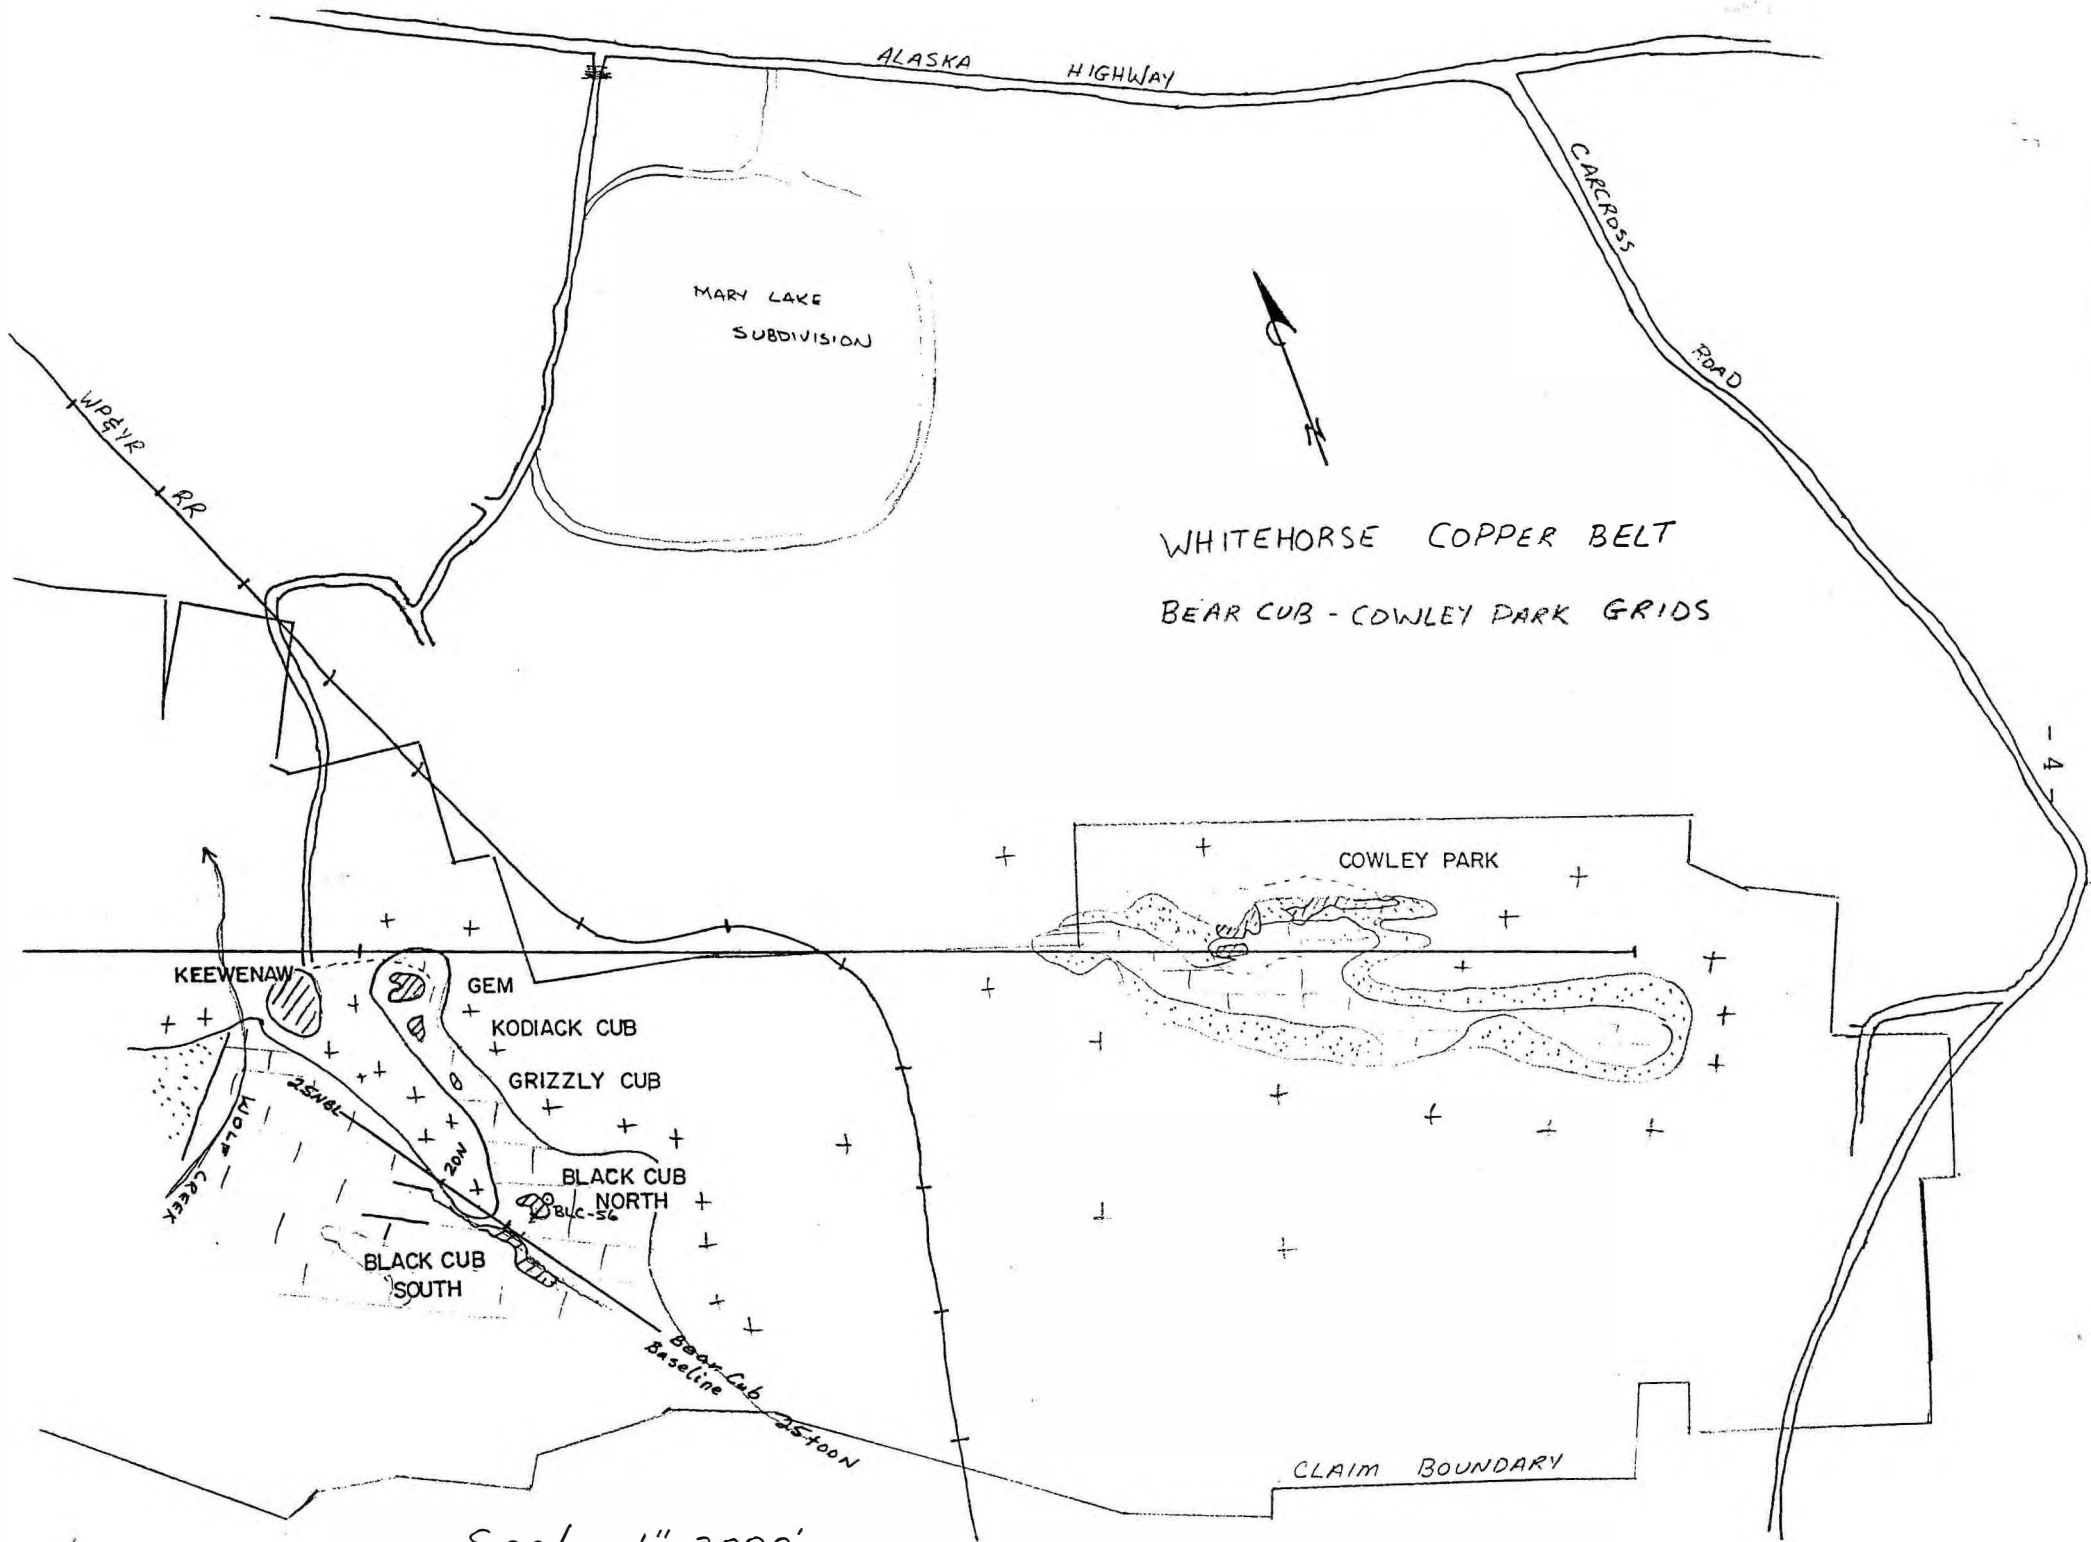 ALASKA HIGHWAY
CARCROSS ROAD
MARY LAKE
SUBDIVISION
WP&YR RR
N
WHITEHORSE COPPER BELT
BEAR CUB - COWLEY PARK GRIDS
- 4 -
COWLEY PARK
KEEWENAW
GEM
KODIACK CUB
GRIZZLY CUB
25NBL
WOLF CREEK
20N
BLACK CUB
NORTH
BLC-56
BLACK CUB
SOUTH
Bear Cub
Baseline
25+00N
CLAIM BOUNDARY
1" 2000'